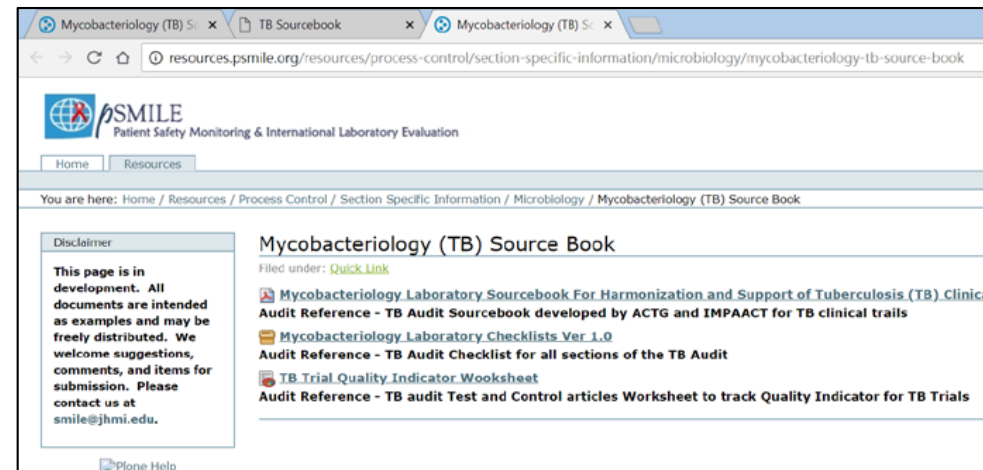 Mycobacteriology (TB) Sc
TB Sourcebook
Mycobacteriology (TB) Sc
resources.psmile.org/resources/process-control/section-specific-information/microbiology/mycobacteriology-tb-source-book
pSMILE
Patient Safety Monitoring & International Laboratory Evaluation
Home
Resources
You are here: Home / Resources / Process Control / Section Specific Information / Microbiology / Mycobacteriology (TB) Source Book
Disclaimer
This page is in
development. All
documents are intended
as examples and may be
freely distributed. We
welcome suggestions,
comments, and items for
submission. Please
contact us at
smile@jhmi.edu.
Plone Help
Mycobacteriology (TB) Source Book
Filed under: Quick Link
Mycobacteriology Laboratory Sourcebook For Harmonization and Support of Tuberculosis (TB) Clinica
Audit Reference - TB Audit Sourcebook developed by ACTG and IMPAACT for TB clinical trails
Mycobacteriology Laboratory Checklists Ver 1.0
Audit Reference - TB Audit Checklist for all sections of the TB Audit
TB Trial Quality Indicator Wooksheet
Audit Reference - TB audit Test and Control articles Worksheet to track Quality Indicator for TB Trials